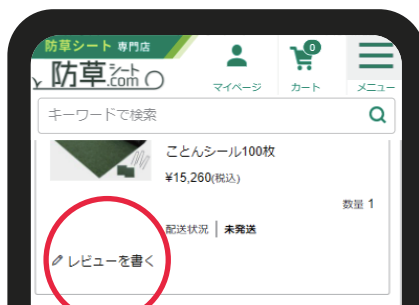 防草シート 専門店
防草シート.com
マイページ
0
カート
メニュー
キーワードで検索
ことんシール100枚
¥15,260(税込)
数量 1
配送状況 | 未発送
レビューを書く